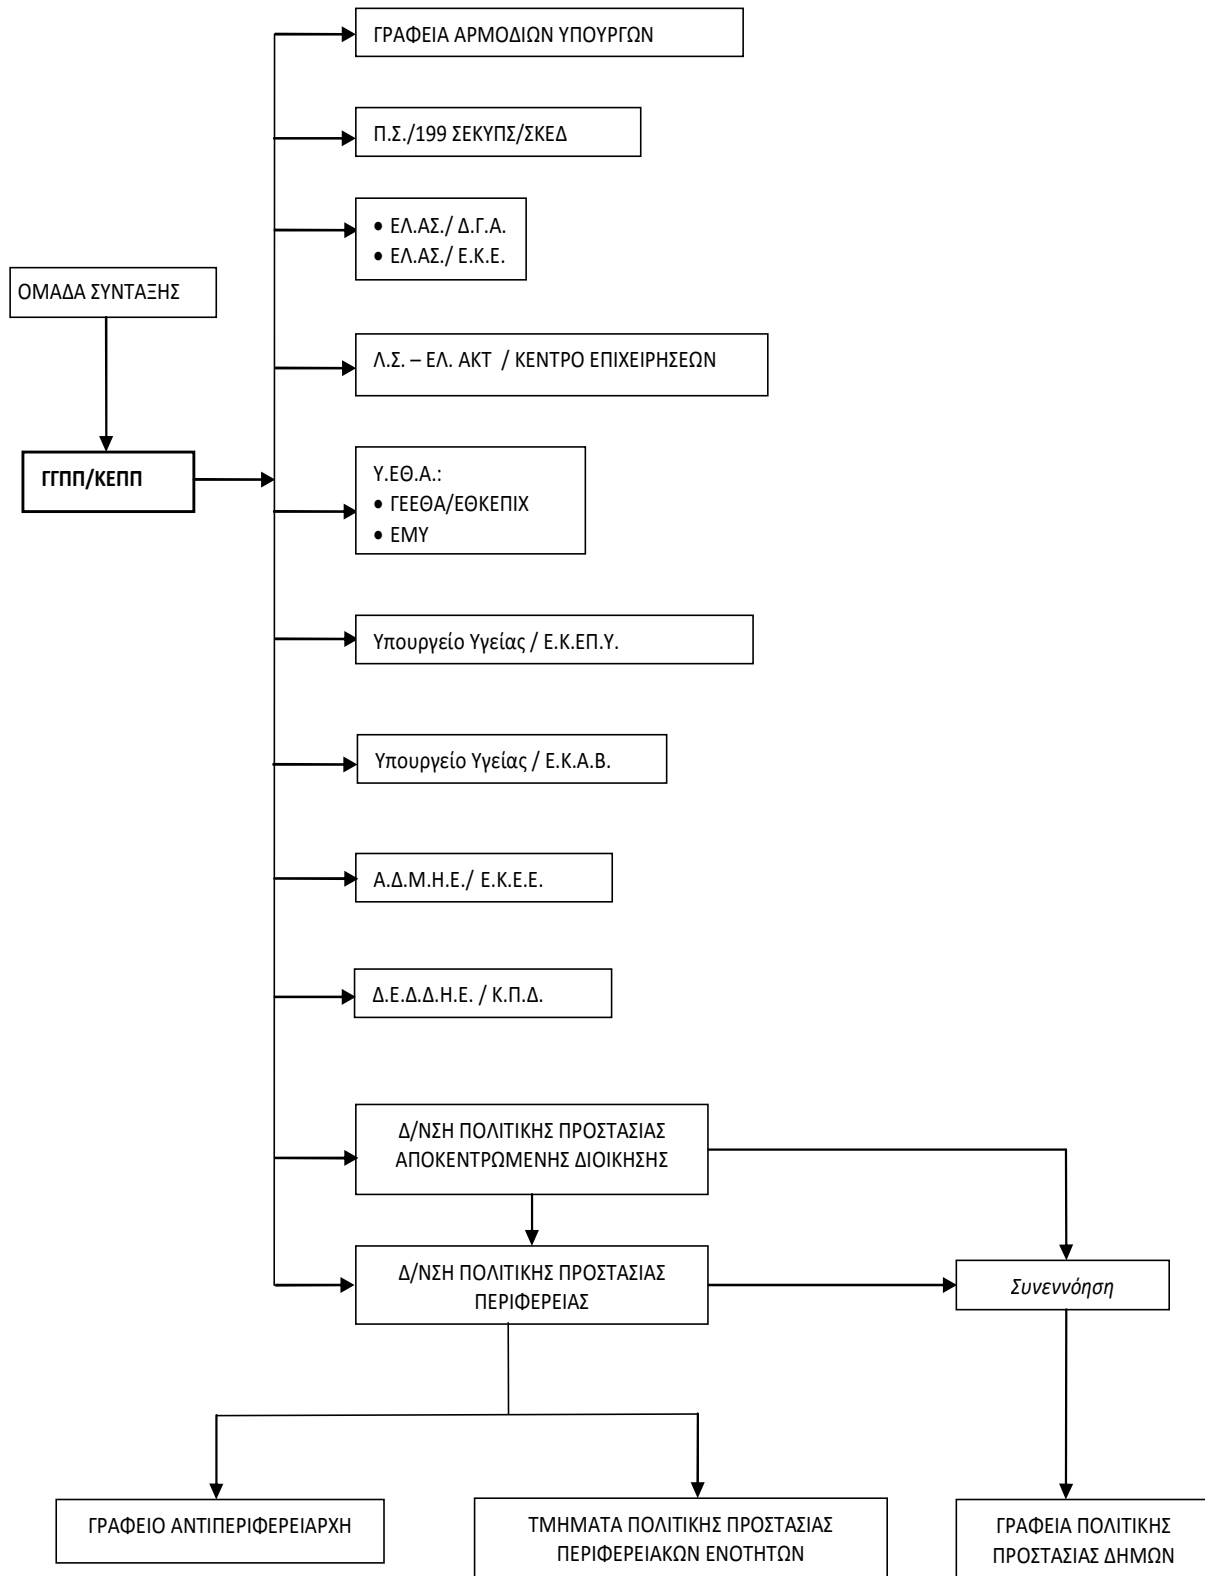 ΓΡΑΦΕΙΑ ΑΡΜΟΔΙΩΝ ΥΠΟΥΡΓΩΝ
Π.Σ./199 ΣΕΚΥΠΣ/ΣΚΕΔ
• ΕΛ.ΑΣ./ Δ.Γ.Α.
• ΕΛ.ΑΣ./ Ε.Κ.Ε.
ΟΜΑΔΑ ΣΥΝΤΑΞΗΣ
Λ.Σ. – ΕΛ. ΑΚΤ / ΚΕΝΤΡΟ ΕΠΙΧΕΙΡΗΣΕΩΝ
ΓΓΠΠ/ΚΕΠΠ
Υ.ΕΘ.Α.:
• ΓΕΕΘΑ/ΕΘΚΕΠΙΧ
• ΕΜΥ
Υπουργείο Υγείας / Ε.Κ.ΕΠ.Υ.
Υπουργείο Υγείας / Ε.Κ.Α.Β.
Α.Δ.Μ.Η.Ε./ Ε.Κ.Ε.Ε.
Δ.Ε.Δ.Δ.Η.Ε. / Κ.Π.Δ.
Δ/ΝΣΗ ΠΟΛΙΤΙΚΗΣ ΠΡΟΣΤΑΣΙΑΣ
ΑΠΟΚΕΝΤΡΩΜΕΝΗΣ ΔΙΟΙΚΗΣΗΣ
Δ/ΝΣΗ ΠΟΛΙΤΙΚΗΣ ΠΡΟΣΤΑΣΙΑΣ
ΠΕΡΙΦΕΡΕΙΑΣ
Συνεννόηση
ΓΡΑΦΕΙΟ ΑΝΤΙΠΕΡΙΦΕΡΕΙΑΡΧΗ
ΤΜΗΜΑΤΑ ΠΟΛΙΤΙΚΗΣ ΠΡΟΣΤΑΣΙΑΣ
ΠΕΡΙΦΕΡΕΙΑΚΩΝ ΕΝΟΤΗΤΩΝ
ΓΡΑΦΕΙΑ ΠΟΛΙΤΙΚΗΣ
ΠΡΟΣΤΑΣΙΑΣ ΔΗΜΩΝ